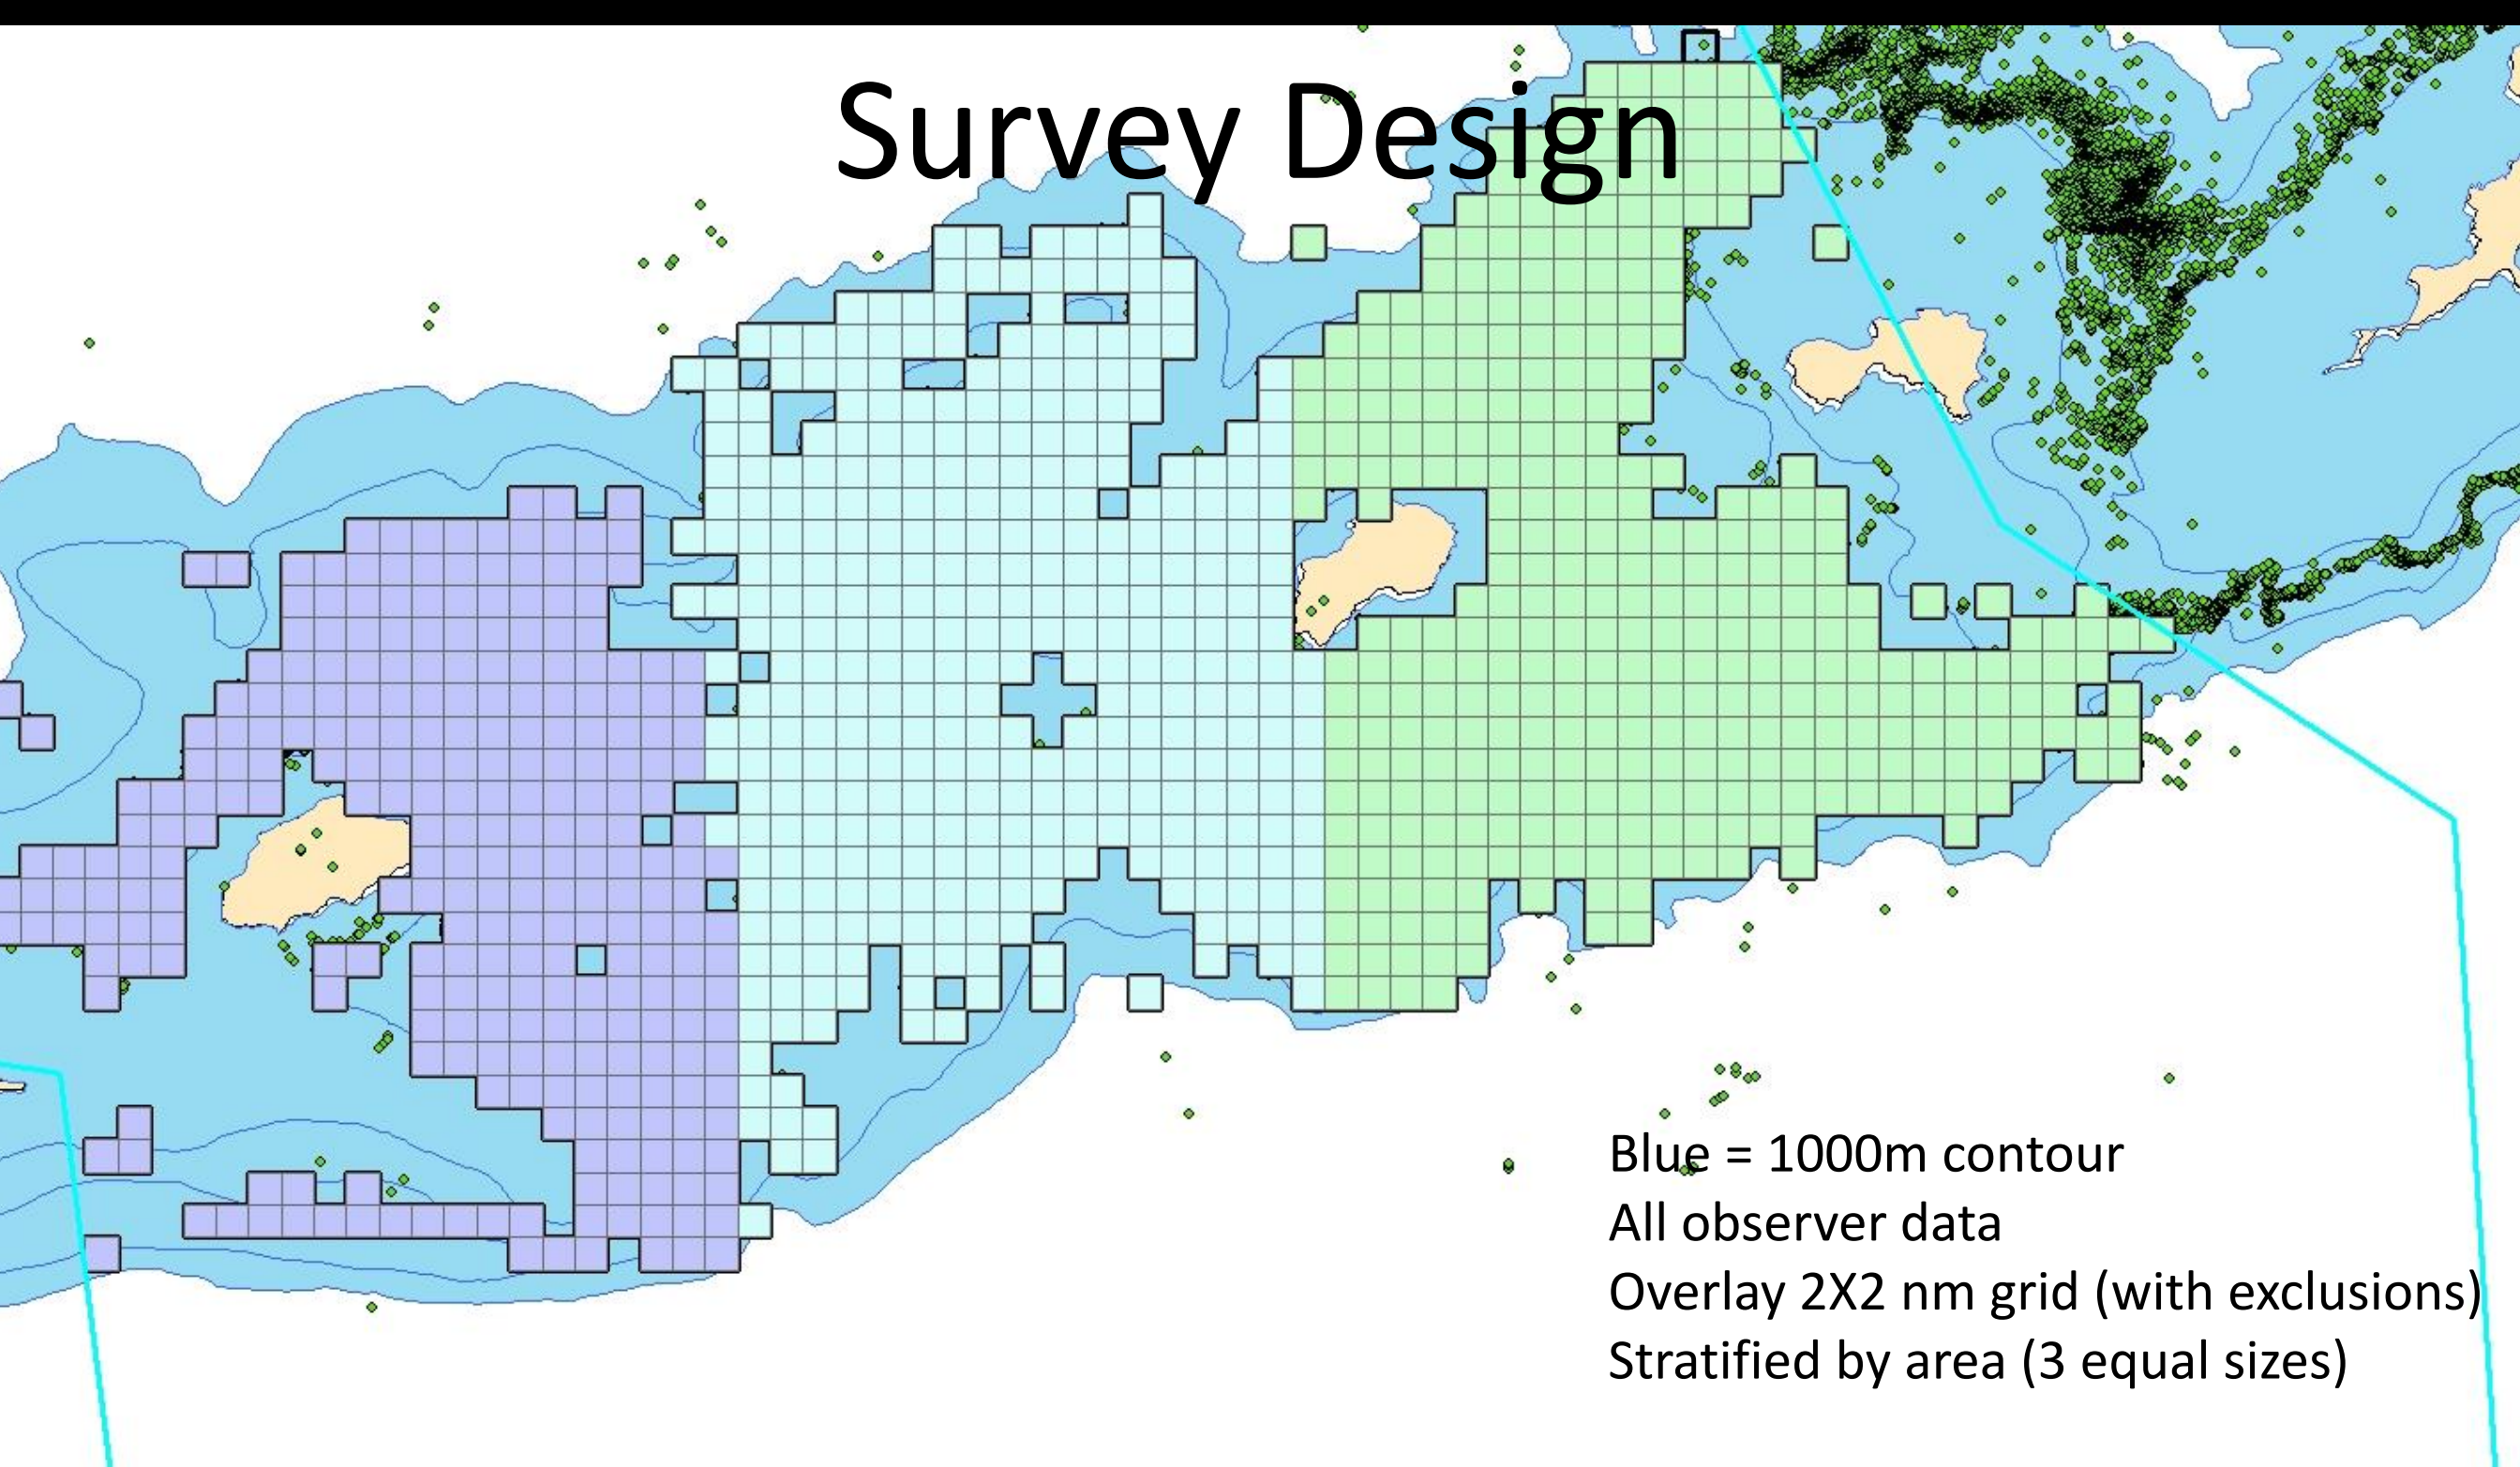 Survey Design
Blue = 1000m contour
All observer data
Overlay 2X2 nm grid (with exclusions)
Stratified by area (3 equal sizes)